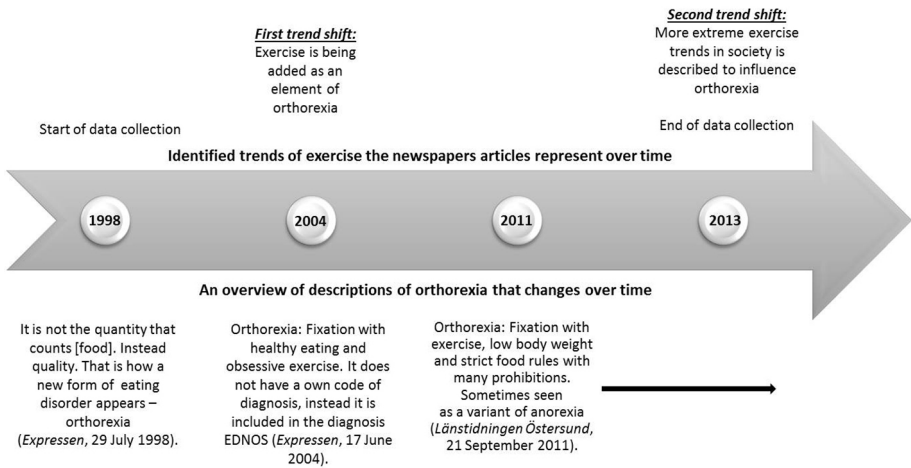 First trend shift:
Exercise is being
added as an
element of
orthorexia
Second trend shift:
More extreme exercise
trends in society is
described to influence
orthorexia
Start of data collection
End of data collection
Identified trends of exercise the newspapers articles represent over time
1998
2004
2011
2013
An overview of descriptions of orthorexia that changes over time
It is not the quantity that
counts [food]. Instead
quality. That is how a
new form of eating
disorder appears –
orthorexia
(Expressen, 29 July 1998).
Orthorexia: Fixation with
healthy eating and
obsessive exercise. It does
not have a own code of
diagnosis, instead it is
included in the diagnosis
EDNOS (Expressen, 17 June
2004).
Orthorexia: Fixation with
exercise, low body weight
and strict food rules with
many prohibitions.
Sometimes seen
as a variant of anorexia
(Länstidningen Östersund,
21 September 2011).